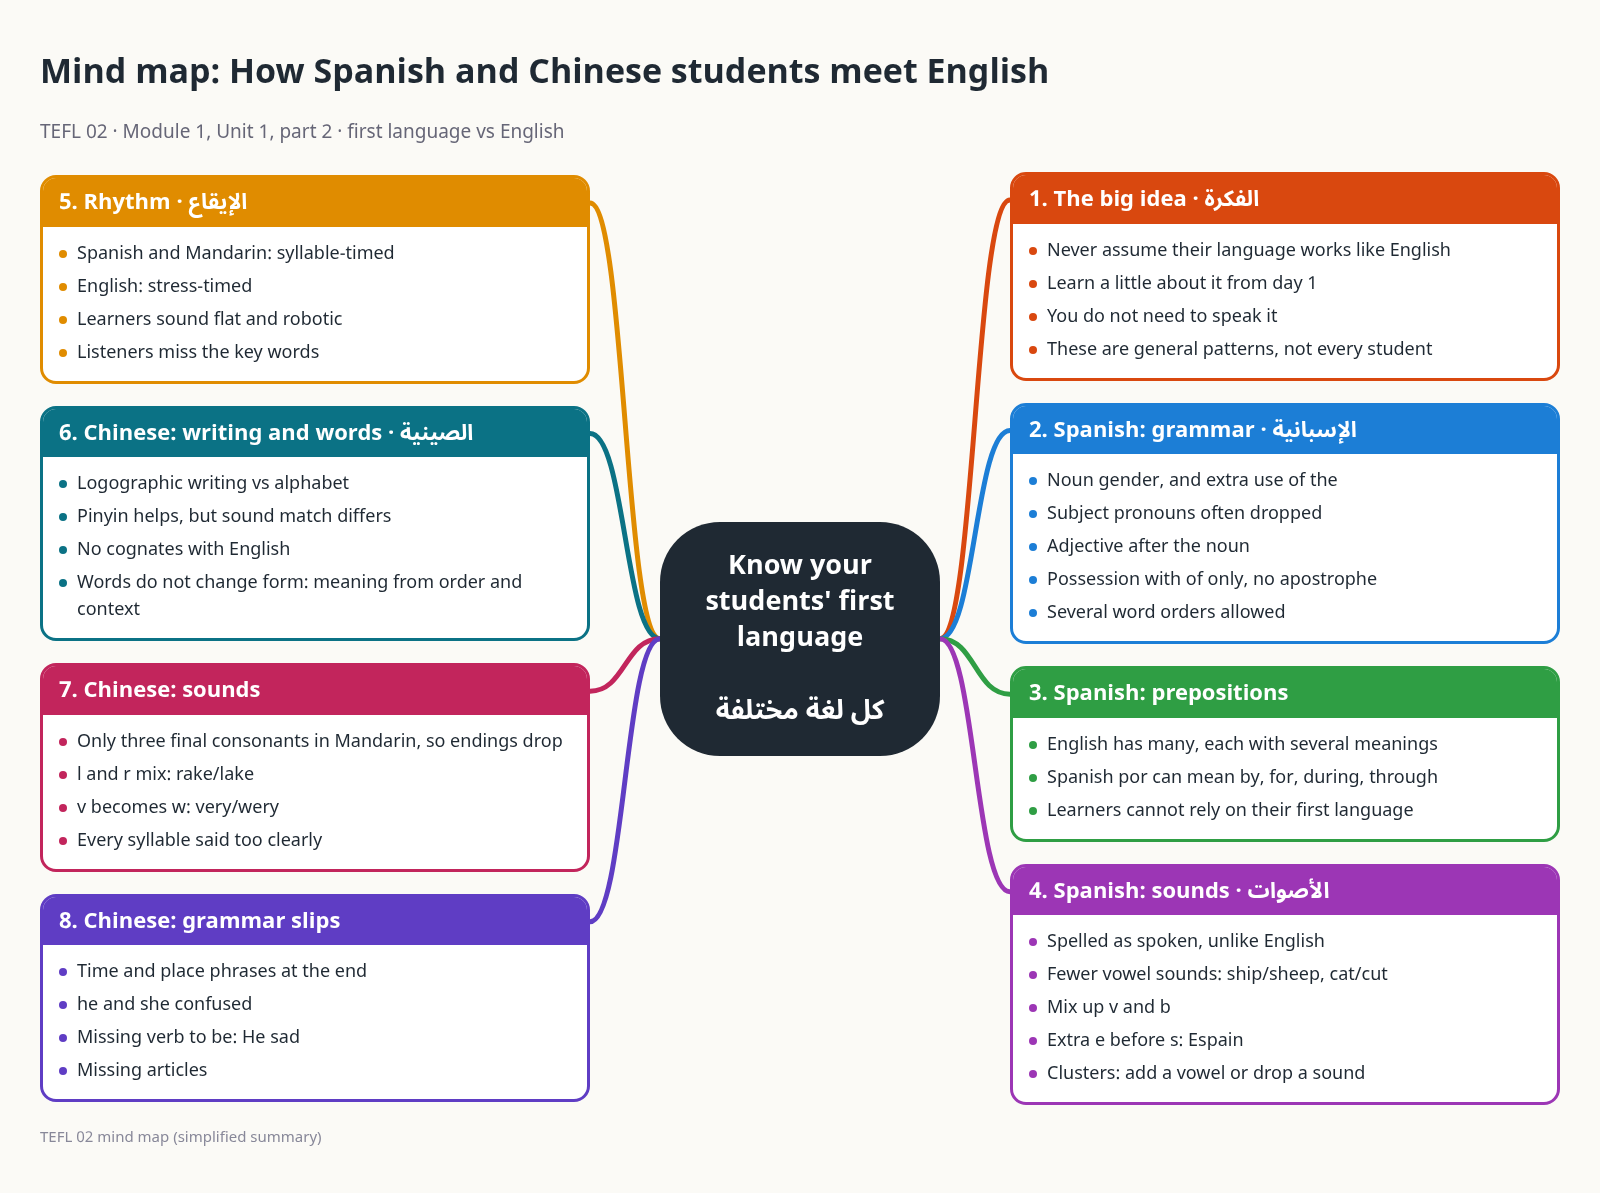 Mind map: How Spanish and Chinese students meet English
TEFL 02 · Module 1, Unit 1, part 2 · first language vs English
Know your
students' first
language
كل لغة مختلفة
1. The big idea · الفكرة
Never assume their language works like English
Learn a little about it from day 1
You do not need to speak it
These are general patterns, not every student
2. Spanish: grammar · الإسبانية
Noun gender, and extra use of the
Subject pronouns often dropped
Adjective after the noun
Possession with of only, no apostrophe
Several word orders allowed
3. Spanish: prepositions
English has many, each with several meanings
Spanish por can mean by, for, during, through
Learners cannot rely on their first language
4. Spanish: sounds · الأصوات
Spelled as spoken, unlike English
Fewer vowel sounds: ship/sheep, cat/cut
Mix up v and b
Extra e before s: Espain
Clusters: add a vowel or drop a sound
5. Rhythm · الإيقاع
Spanish and Mandarin: syllable-timed
English: stress-timed
Learners sound flat and robotic
Listeners miss the key words
6. Chinese: writing and words · الصينية
Logographic writing vs alphabet
Pinyin helps, but sound match differs
No cognates with English
Words do not change form: meaning from order and
context
7. Chinese: sounds
Only three final consonants in Mandarin, so endings drop
l and r mix: rake/lake
v becomes w: very/wery
Every syllable said too clearly
8. Chinese: grammar slips
Time and place phrases at the end
he and she confused
Missing verb to be: He sad
Missing articles
TEFL 02 mind map (simplified summary)